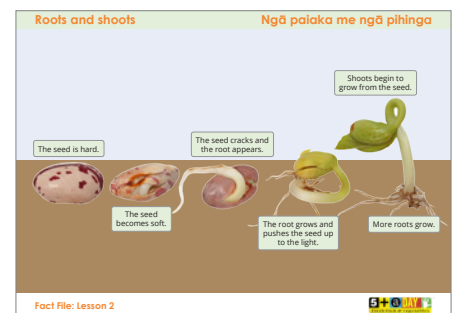 Roots and shoots
Ngā paiaka me ngā pihinga
Shoots begin to
grow from the seed.
The seed is hard.
The seed cracks and
the root appears.
The seed
becomes soft.
The root grows and
pushes the seed up
to the light.
More roots grow.
Fact File: Lesson 2
5+ A DAY